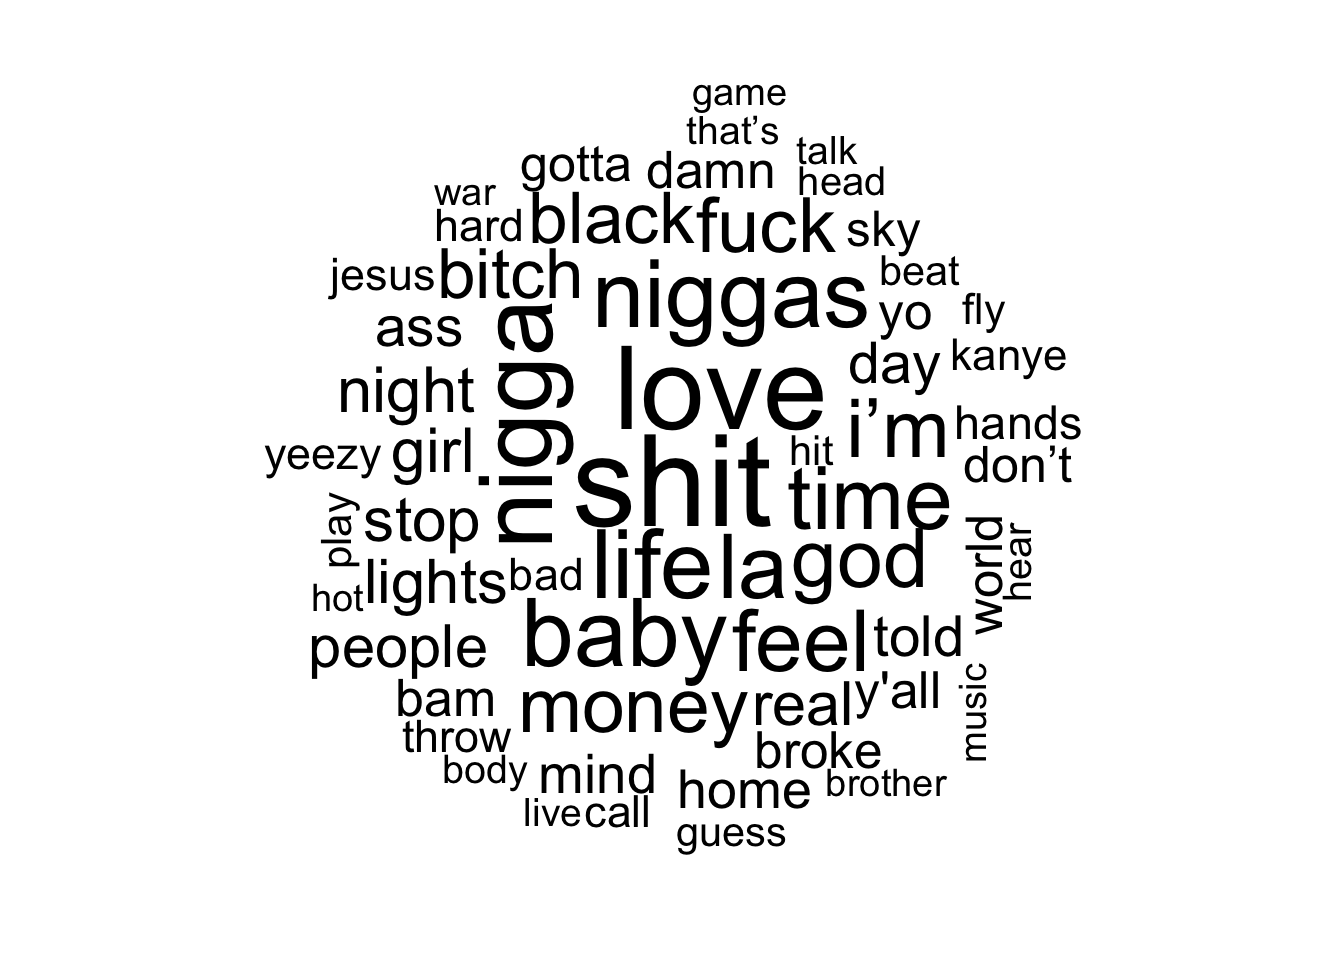 game
that’s
talk
gotta
damn
head
war
hard
black
fuck
sky
jesus
bitch
niggas
beat
ass
nigga
yo
fly
love
day
kanye
night
i’m
hands
yeezy
girl
shit
hit
don’t
time
play
stop
world
hear
life
la
god
hot
lights
bad
baby
feel
told
people
bam
money
real
y'all
music
throw
broke
body
mind
home
brother
live
call
guess